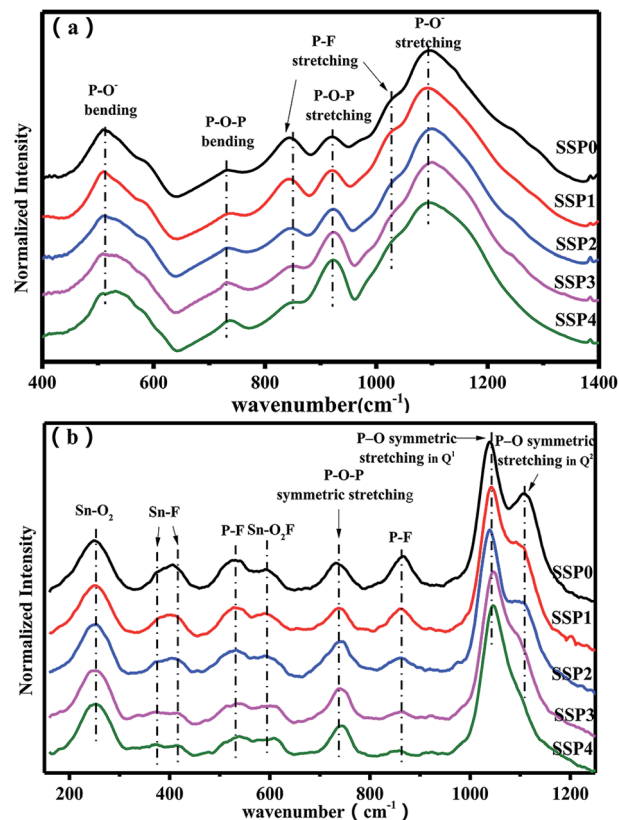 ( a )
P-O⁻
bending
P-O-P
bending
P-F
stretching
P-O-P
stretching
P-O⁻
stretching
SSP0
SSP1
SSP2
SSP3
SSP4
Normalized Intensity
400 600 800 1000 1200 1400
wavenumber(cm⁻¹)
( b )
Sn-O₂
Sn-F
P-F
Sn-O₂F
P-O-P
symmetric stretching
P-F
P–O symmetric
stretching in Q¹
P–O symmetric
stretching in Q²
SSP0
SSP1
SSP2
SSP3
SSP4
Normalized Intensity
200 400 600 800 1000 1200
wavenumber ( cm⁻¹ )